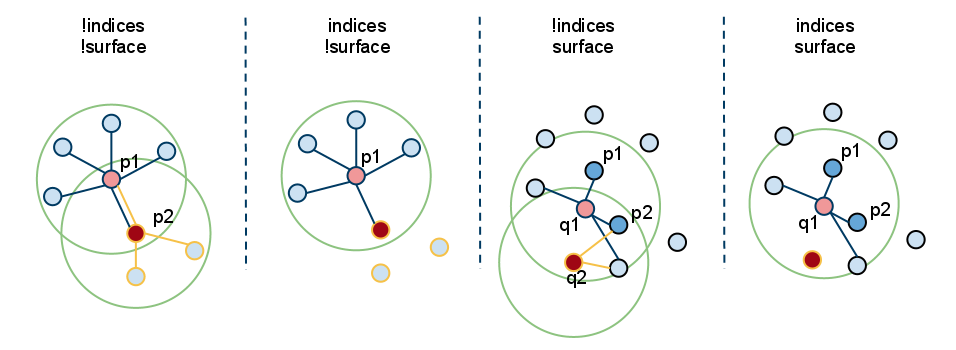 !indices
!surface
indices
!surface
!indices
surface
indices
surface
p1
p2
p1
p1
p2
q1
q2
p1
p2
q1